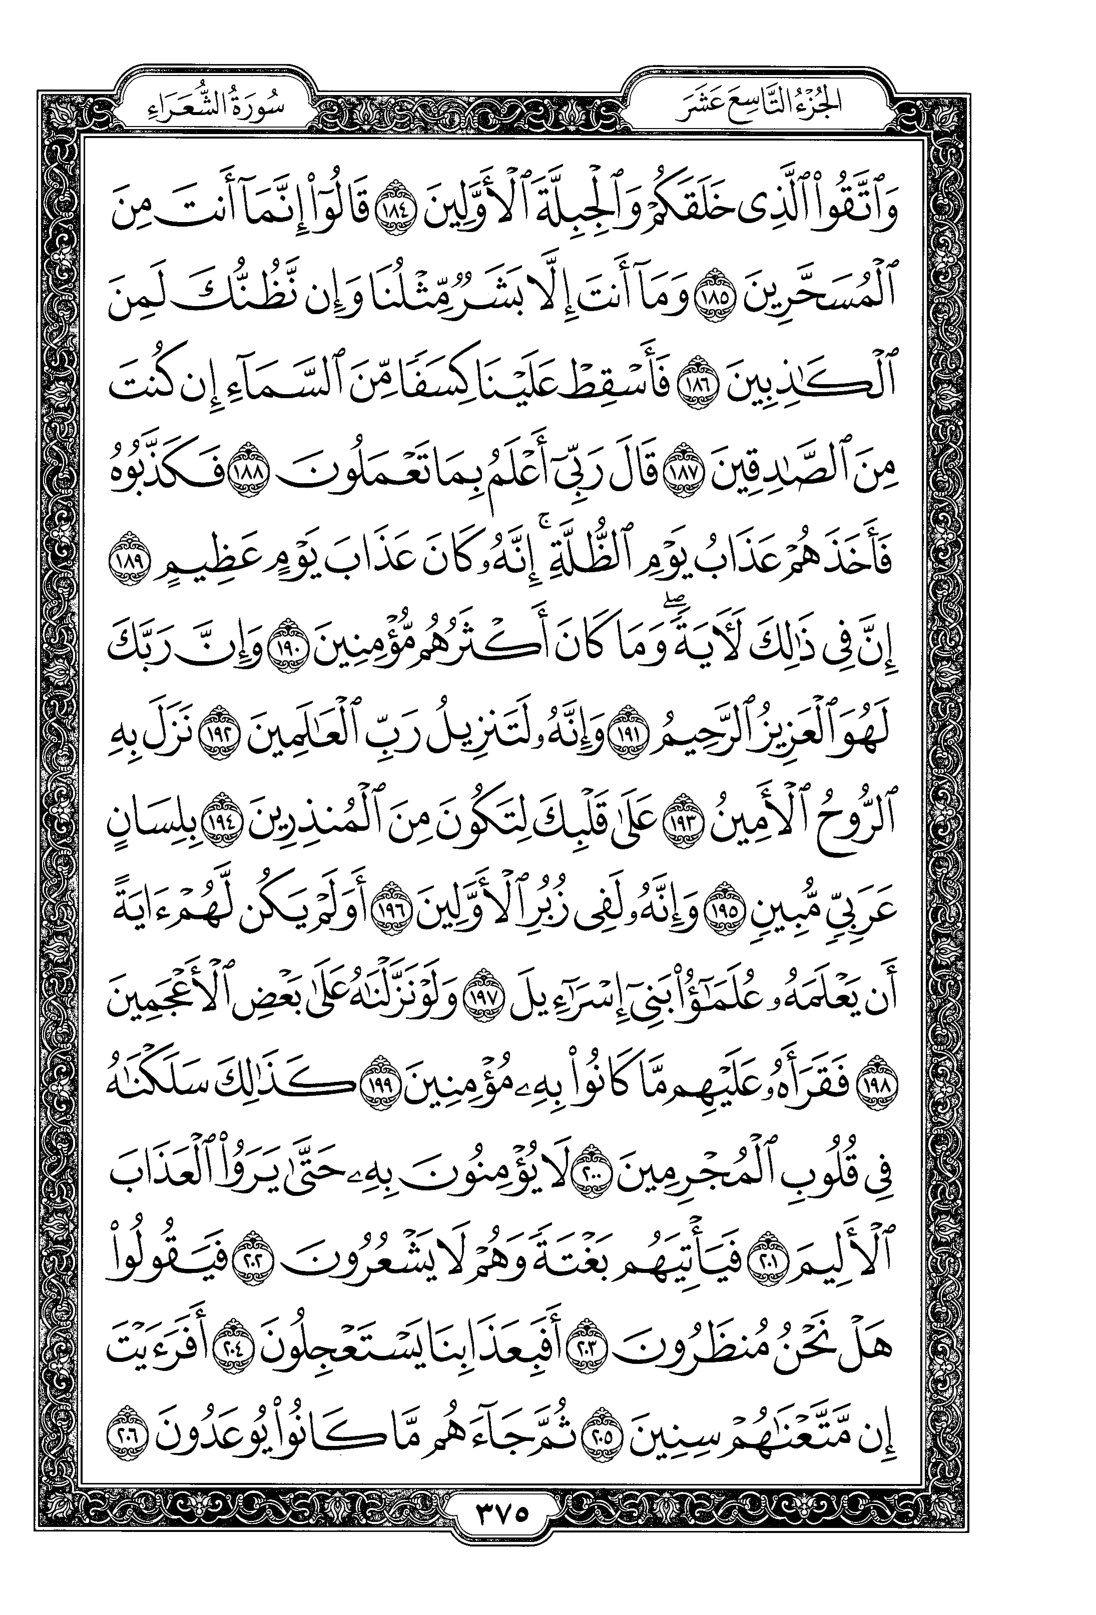 الجُزْءُ التَّاسِعَ عَشَرَ
سُورَةُ الشُّعَرَاءِ
وَٱتَّقُواْ ٱلَّذِى خَلَقَكُمْ وَٱلْجِبِلَّةَ ٱلْأَوَّلِينَ ١٨٤ قَالُوٓاْ إِنَّمَآ أَنتَ مِنَ
ٱلْمُسَحَّرِينَ ١٨٥ وَمَآ أَنتَ إِلَّا بَشَرٌ مِّثْلُنَا وَإِن نَّظُنُّكَ لَمِنَ
ٱلْكَٰذِبِينَ ١٨٦ فَأَسْقِطْ عَلَيْنَا كِسَفًا مِّنَ ٱلسَّمَآءِ إِن كُنتَ
مِنَ ٱلصَّٰدِقِينَ ١٨٧ قَالَ رَبِّىٓ أَعْلَمُ بِمَا تَعْمَلُونَ ١٨٨ فَكَذَّبُوهُ
فَأَخَذَهُمْ عَذَابُ يَوْمِ ٱلظُّلَّةِ ۚ إِنَّهُۥ كَانَ عَذَابَ يَوْمٍ عَظِيمٍ ١٨٩
إِنَّ فِى ذَٰلِكَ لَءَايَةً ۖ وَمَا كَانَ أَكْثَرُهُم مُّؤْمِنِينَ ١٩٠ وَإِنَّ رَبَّكَ
لَهُوَ ٱلْعَزِيزُ ٱلرَّحِيمُ ١٩١ وَإِنَّهُۥ لَتَنزِيلُ رَبِّ ٱلْعَٰلَمِينَ ١٩٢ نَزَلَ بِهِ
ٱلرُّوحُ ٱلْأَمِينُ ١٩٣ عَلَىٰ قَلْبِكَ لِتَكُونَ مِنَ ٱلْمُنذِرِينَ ١٩٤ بِلِسَانٍ
عَرَبِىٍّ مُّبِينٍ ١٩٥ وَإِنَّهُۥ لَفِى زُبُرِ ٱلْأَوَّلِينَ ١٩٦ أَوَلَمْ يَكُن لَّهُمْ ءَايَةً
أَن يَعْلَمَهُۥ عُلَمَٰٓؤُاْ بَنِىٓ إِسْرَٰٓءِيلَ ١٩٧ وَلَوْ نَزَّلْنَٰهُ عَلَىٰ بَعْضِ ٱلْأَعْجَمِينَ
١٩٨ فَقَرَأَهُۥ عَلَيْهِم مَّا كَانُواْ بِهِۦ مُؤْمِنِينَ ١٩٩ كَذَٰلِكَ سَلَكْنَٰهُ
فِى قُلُوبِ ٱلْمُجْرِمِينَ ٢٠٠ لَا يُؤْمِنُونَ بِهِۦ حَتَّىٰ يَرَوُاْ ٱلْعَذَابَ
ٱلْأَلِيمَ ٢٠١ فَيَأْتِيَهُم بَغْتَةً وَهُمْ لَا يَشْعُرُونَ ٢٠٢ فَيَقُولُواْ
هَلْ نَحْنُ مُنظَرُونَ ٢٠٣ أَفَبِعَذَابِنَا يَسْتَعْجِلُونَ ٢٠٤ أَفَرَءَيْتَ
إِن مَّتَّعْنَٰهُمْ سِنِينَ ٢٠٥ ثُمَّ جَآءَهُم مَّا كَانُواْ يُوعَدُونَ ٢٠٦
٣٧٥